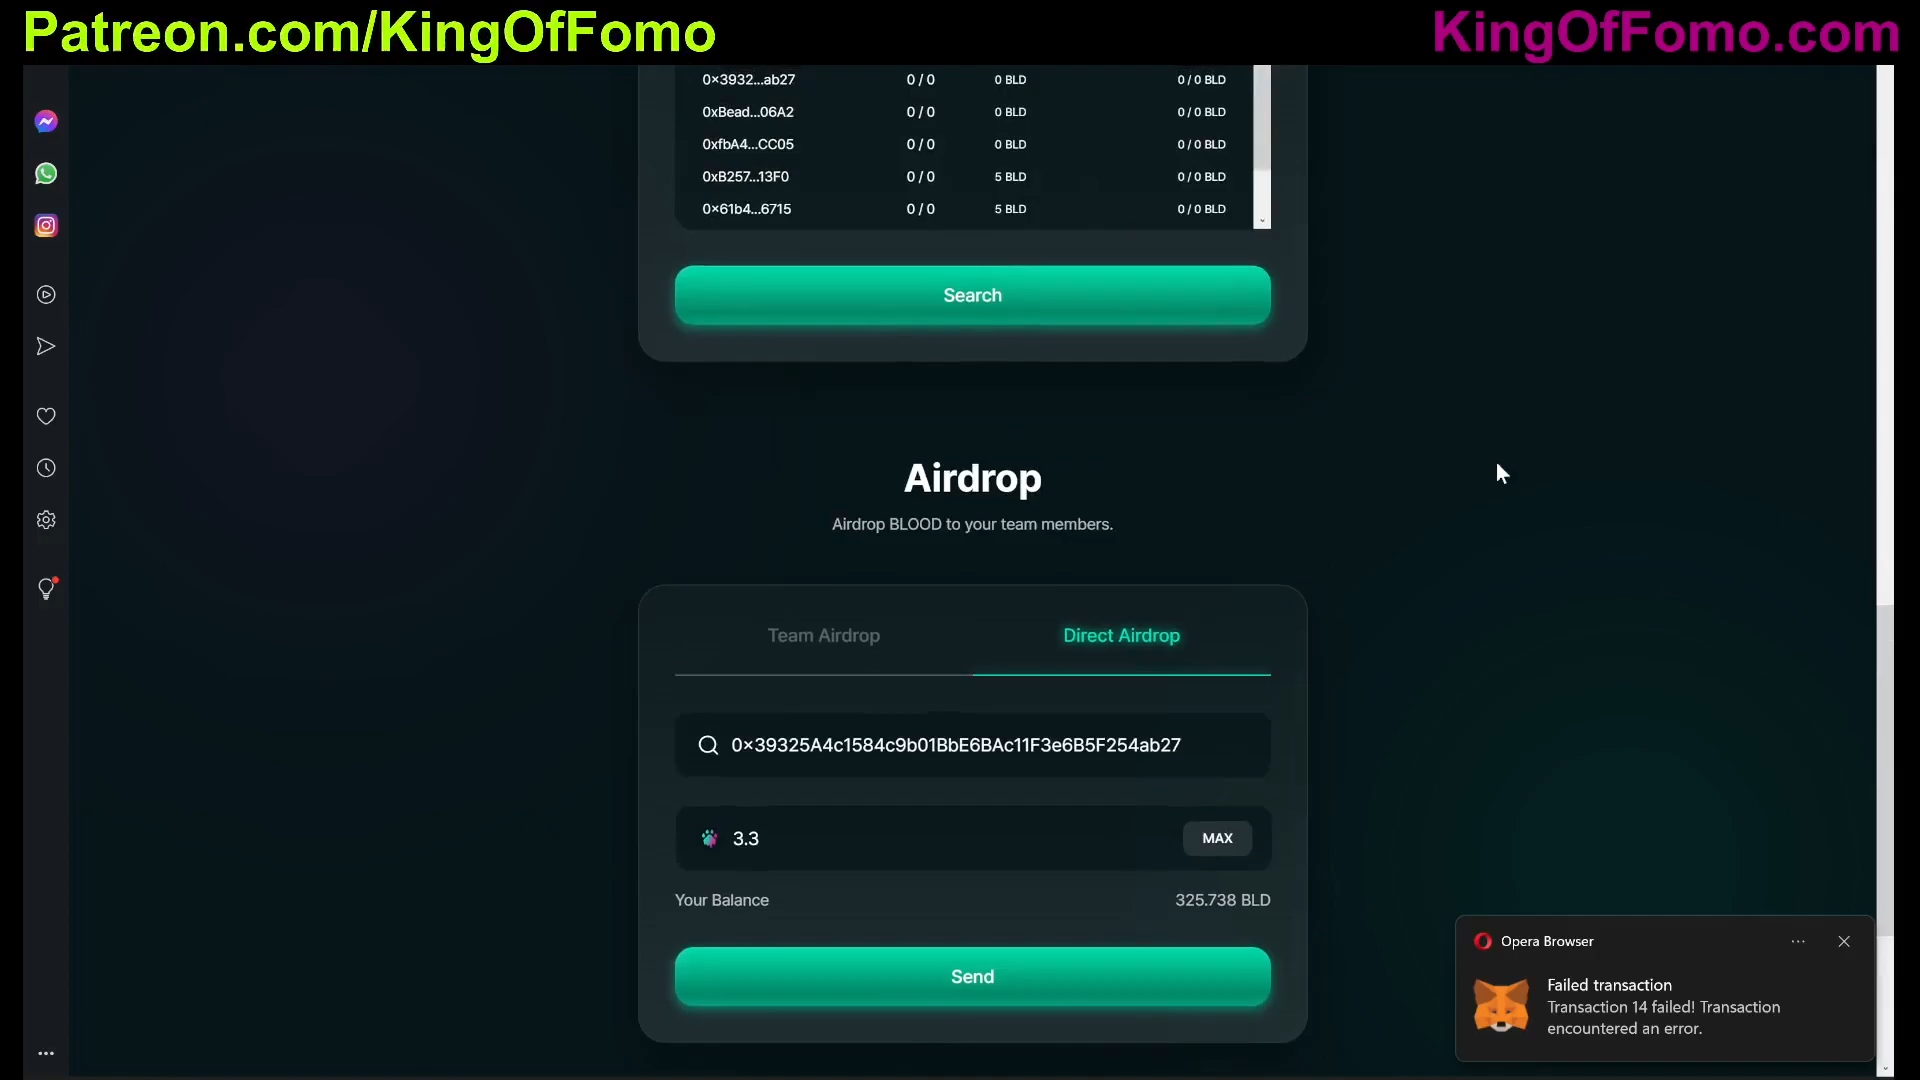 Patreon.com/KingOfFomo
KingOfFomo.com
0x3932...ab27 0 / 0 0 BLD 0 / 0 BLD
0xBead...06A2 0 / 0 0 BLD 0 / 0 BLD
0xfbA4...CC05 0 / 0 0 BLD 0 / 0 BLD
0xB257...13F0 0 / 0 5 BLD 0 / 0 BLD
0x61b4...6715 0 / 0 5 BLD 0 / 0 BLD
Search
Airdrop
Airdrop BLOOD to your team members.
Team Airdrop Direct Airdrop
0x39325A4c1584c9b01BbE6BAc11F3e6B5F254ab27
3.3 MAX
Your Balance 325.738 BLD
Send
Opera Browser
Failed transaction
Transaction 14 failed! Transaction
encountered an error.